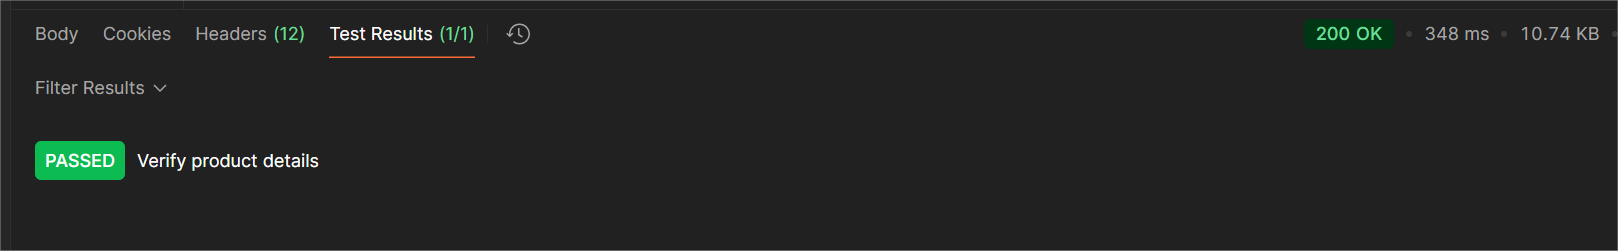 Body Cookies Headers (12) Test Results (1/1) 200 OK • 348 ms • 10.74 KB
Filter Results
PASSED Verify product details